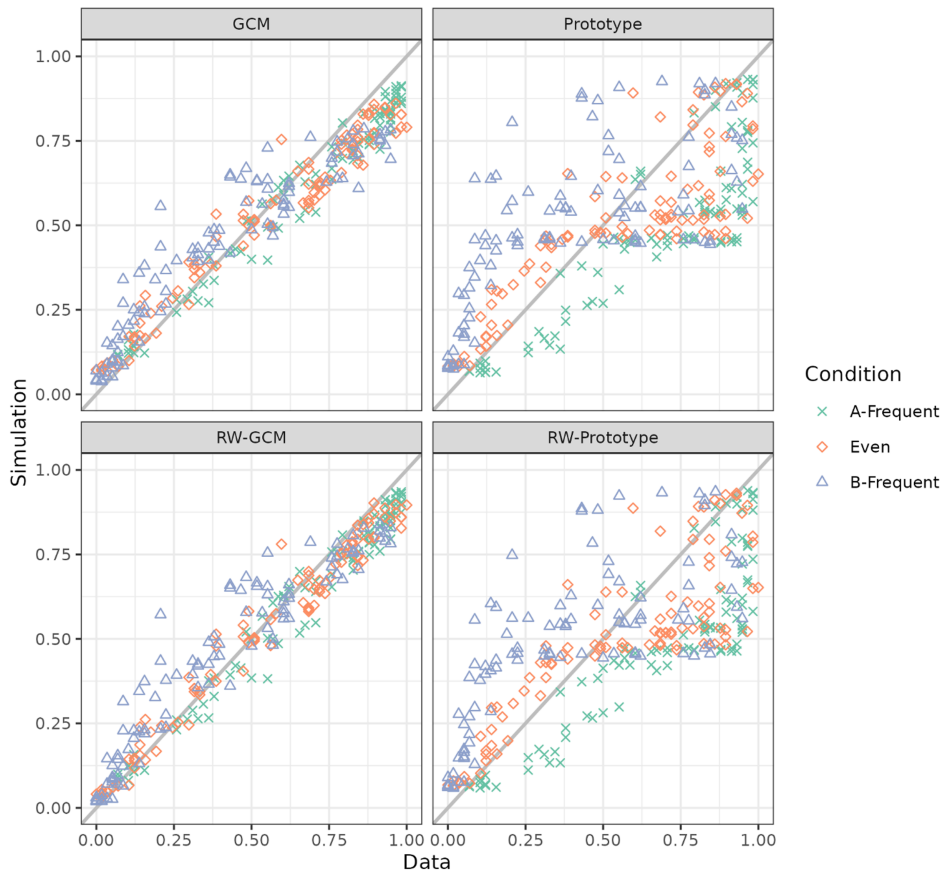 GCM Prototype
1.00
0.75
0.50
0.25
0.00
RW-GCM RW-Prototype
1.00
0.75
0.50
0.25
0.00
0.00 0.25 0.50 0.75 1.00 0.00 0.25 0.50 0.75 1.00
Data
Simulation
Condition
A-Frequent
Even
B-Frequent